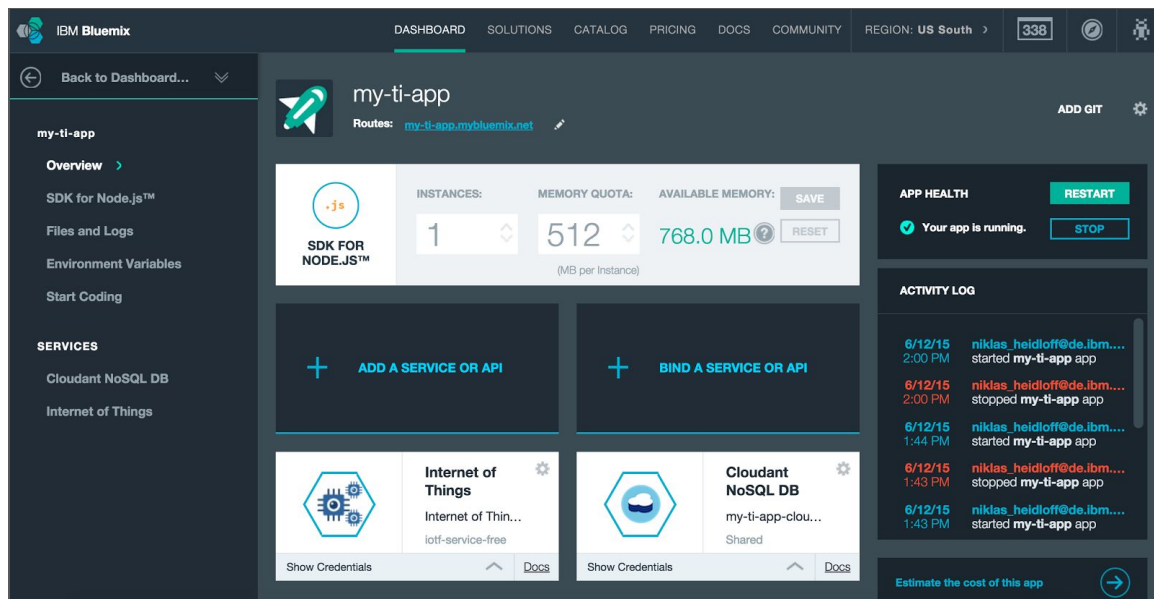 IBM Bluemix
DASHBOARD SOLUTIONS CATALOG PRICING DOCS COMMUNITY REGION: US South 338
Back to Dashboard...
my-ti-app
Overview
SDK for Node.js™
Files and Logs
Environment Variables
Start Coding
SERVICES
Cloudant NoSQL DB
Internet of Things
my-ti-app
Routes: my-ti-app.mybluemix.net
ADD GIT
.js
SDK FOR
NODE.JS™
INSTANCES: MEMORY QUOTA: AVAILABLE MEMORY: SAVE
1 512 768.0 MB ? RESET
(MB per Instance)
APP HEALTH RESTART
Your app is running. STOP
+ ADD A SERVICE OR API
+ BIND A SERVICE OR API
Internet of
Things
Internet of Thin...
iotf-service-free
Show Credentials Docs
Cloudant
NoSQL DB
my-ti-app-clou...
Shared
Show Credentials Docs
ACTIVITY LOG
6/12/15 niklas_heidloff@de.ibm....
2:00 PM started my-ti-app app
6/12/15 niklas_heidloff@de.ibm....
2:00 PM stopped my-ti-app app
6/12/15 niklas_heidloff@de.ibm....
1:44 PM started my-ti-app app
6/12/15 niklas_heidloff@de.ibm....
1:43 PM stopped my-ti-app app
6/12/15 niklas_heidloff@de.ibm....
1:43 PM started my-ti-app app
Estimate the cost of this app